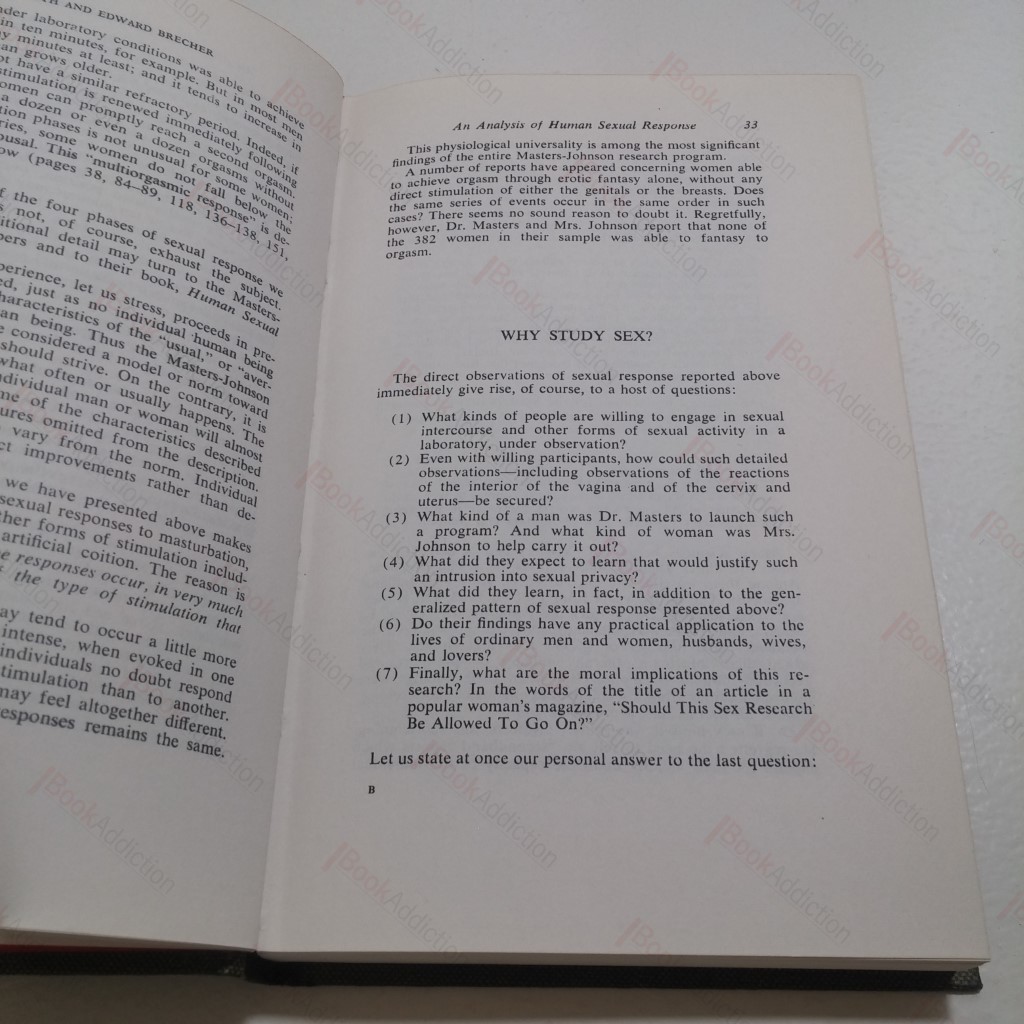 TH AND EDWARD BRECHER
der laboratory conditions was able to achieve
in ten minutes, for example. But in most men
y minutes at least; and it tends to increase in
an grows older.
ot have a similar refractory period. Indeed, if
stimulation is renewed immediately following
omen can promptly reach a second orgasm.
a dozen or even a dozen orgasms without
tion phases is not unusual for some women;
ries, some women do not fall below the
ousal. This "multiorgasmic response" is de-
ow (pages 38, 84–89, 118, 136–138, 151,
f the four phases of sexual response we
s not, of course, exhaust the subject.
itional detail may turn to the Masters-
pers and to their book, Human Sexual
perience, let us stress, proceeds in pre-
ed, just as no individual human being
haracteristics of the "usual," or "aver-
an being. Thus the Masters-Johnson
e considered a model or norm toward
should strive. On the contrary, it is
what often or usually happens. The
dividual man or woman will almost
me of the characteristics described
ures omitted from the description.
vary from the norm. Individual
ct improvements rather than de-
we have presented above makes
sexual responses to masturbation,
ther forms of stimulation includ-
artificial coition. The reason is
e responses occur, in very much
s the type of stimulation that
ay tend to occur a little more
intense, when evoked in one
individuals no doubt respond
timulation than to another.
may feel altogether different.
esponses remains the same.
An Analysis of Human Sexual Response 33
This physiological universality is among the most significant
findings of the entire Masters-Johnson research program.
A number of reports have appeared concerning women able
to achieve orgasm through erotic fantasy alone, without any
direct stimulation of either the genitals or the breasts. Does
the same series of events occur in the same order in such
cases? There seems no sound reason to doubt it. Regretfully,
however, Dr. Masters and Mrs. Johnson report that none of
the 382 women in their sample was able to fantasy to
orgasm.
WHY STUDY SEX?
The direct observations of sexual response reported above
immediately give rise, of course, to a host of questions:
(1) What kinds of people are willing to engage in sexual
intercourse and other forms of sexual activity in a
laboratory, under observation?
(2) Even with willing participants, how could such detailed
observations—including observations of the reactions
of the interior of the vagina and of the cervix and
uterus—be secured?
(3) What kind of a man was Dr. Masters to launch such
a program? And what kind of woman was Mrs.
Johnson to help carry it out?
(4) What did they expect to learn that would justify such
an intrusion into sexual privacy?
(5) What did they learn, in fact, in addition to the gen-
eralized pattern of sexual response presented above?
(6) Do their findings have any practical application to the
lives of ordinary men and women, husbands, wives,
and lovers?
(7) Finally, what are the moral implications of this re-
search? In the words of the title of an article in a
popular woman's magazine, "Should This Sex Research
Be Allowed To Go On?"
Let us state at once our personal answer to the last question:
B
BookAddiction